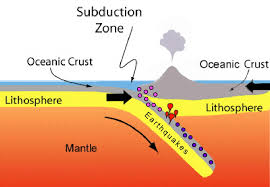 Subduction
Zone
Oceanic Crust
Oceanic Crust
Lithosphere
Lithosphere
Earthquakes
Mantle